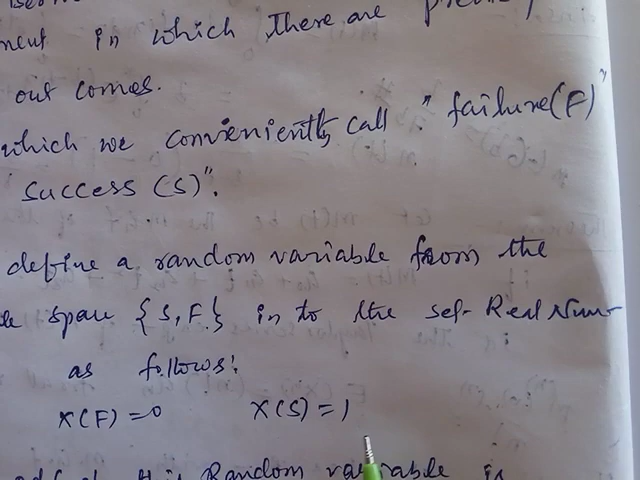 in which there are
out comes.
which we conveniently call "failure(F)"
success (S)".
define a random variable from the
space {S,F} in to the set Real Num
as follows:
X(F)=0 X(S)=1
Random variable is